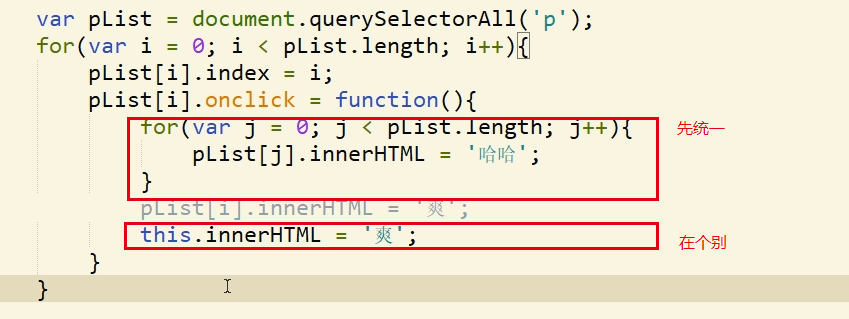 var pList = document.querySelectorAll('p');
for(var i = 0; i < pList.length; i++){
pList[i].index = i;
pList[i].onclick = function(){
for(var j = 0; j < pList.length; j++){
先统一
pList[j].innerHTML = '哈哈';
}
pList[i].innerHTML = '爽';
this.innerHTML = '爽';
在个别
}
}